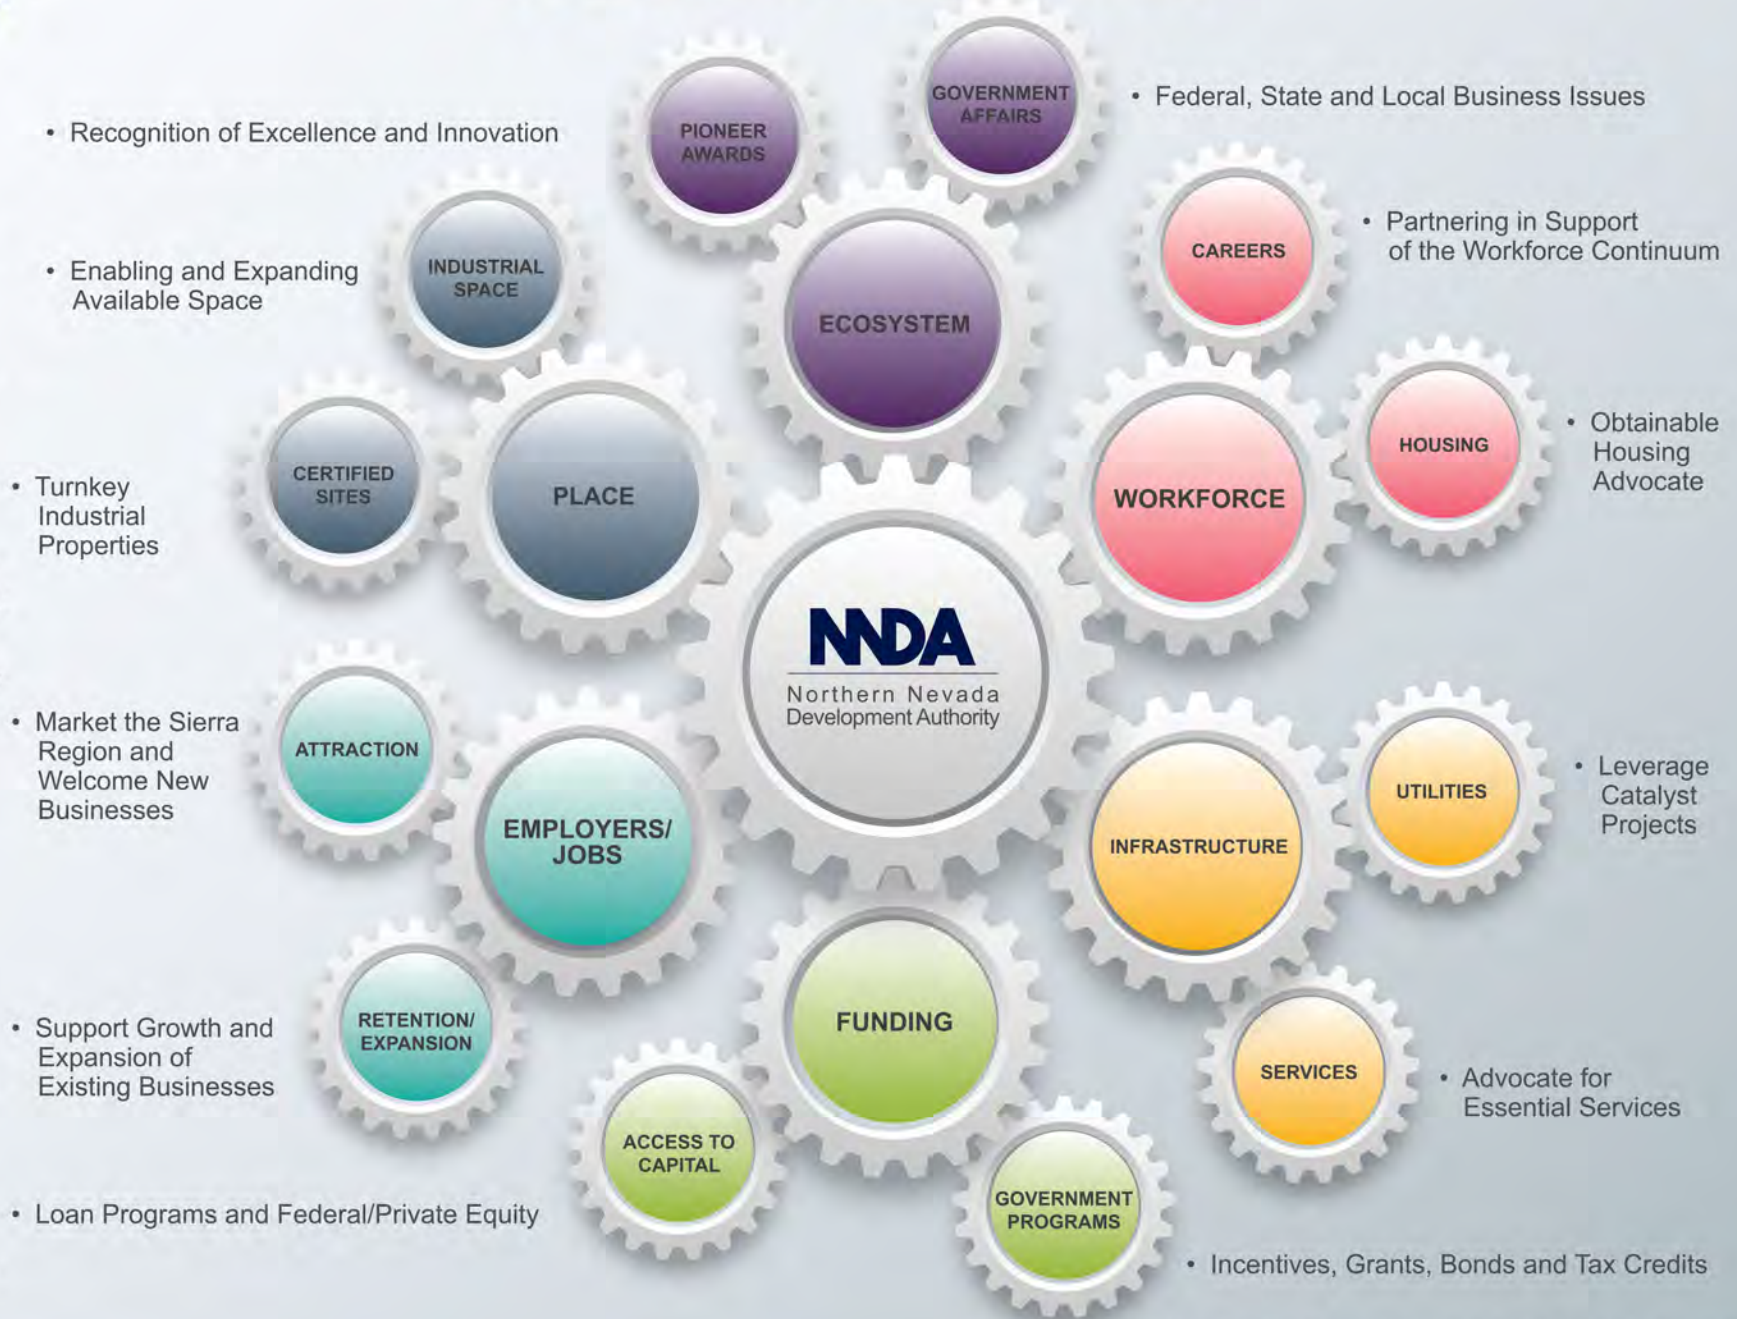 GOVERNMENT
AFFAIRS
• Federal, State and Local Business Issues
PIONEER
AWARDS
• Recognition of Excellence and Innovation
CAREERS
• Partnering in Support
of the Workforce Continuum
INDUSTRIAL
SPACE
• Enabling and Expanding
Available Space
ECOSYSTEM
HOUSING
• Obtainable
Housing
Advocate
CERTIFIED
SITES
• Turnkey
Industrial
Properties
PLACE
WORKFORCE
NNDA
Northern Nevada
Development Authority
ATTRACTION
• Market the Sierra
Region and
Welcome New
Businesses
EMPLOYERS/
JOBS
INFRASTRUCTURE
UTILITIES
• Leverage
Catalyst
Projects
RETENTION/
EXPANSION
• Support Growth and
Expansion of
Existing Businesses
FUNDING
SERVICES
• Advocate for
Essential Services
ACCESS TO
CAPITAL
• Loan Programs and Federal/Private Equity
GOVERNMENT
PROGRAMS
• Incentives, Grants, Bonds and Tax Credits